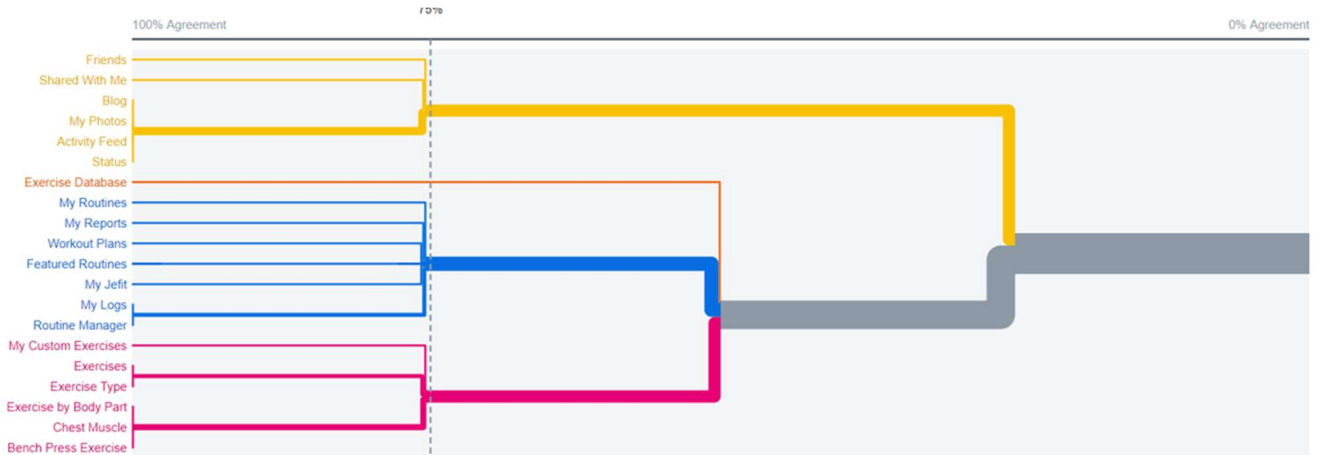 75%
100% Agreement 0% Agreement
Friends
Shared With Me
Blog
My Photos
Activity Feed
Status
Exercise Database
My Routines
My Reports
Workout Plans
Featured Routines
My Jefit
My Logs
Routine Manager
My Custom Exercises
Exercises
Exercise Type
Exercise by Body Part
Chest Muscle
Bench Press Exercise